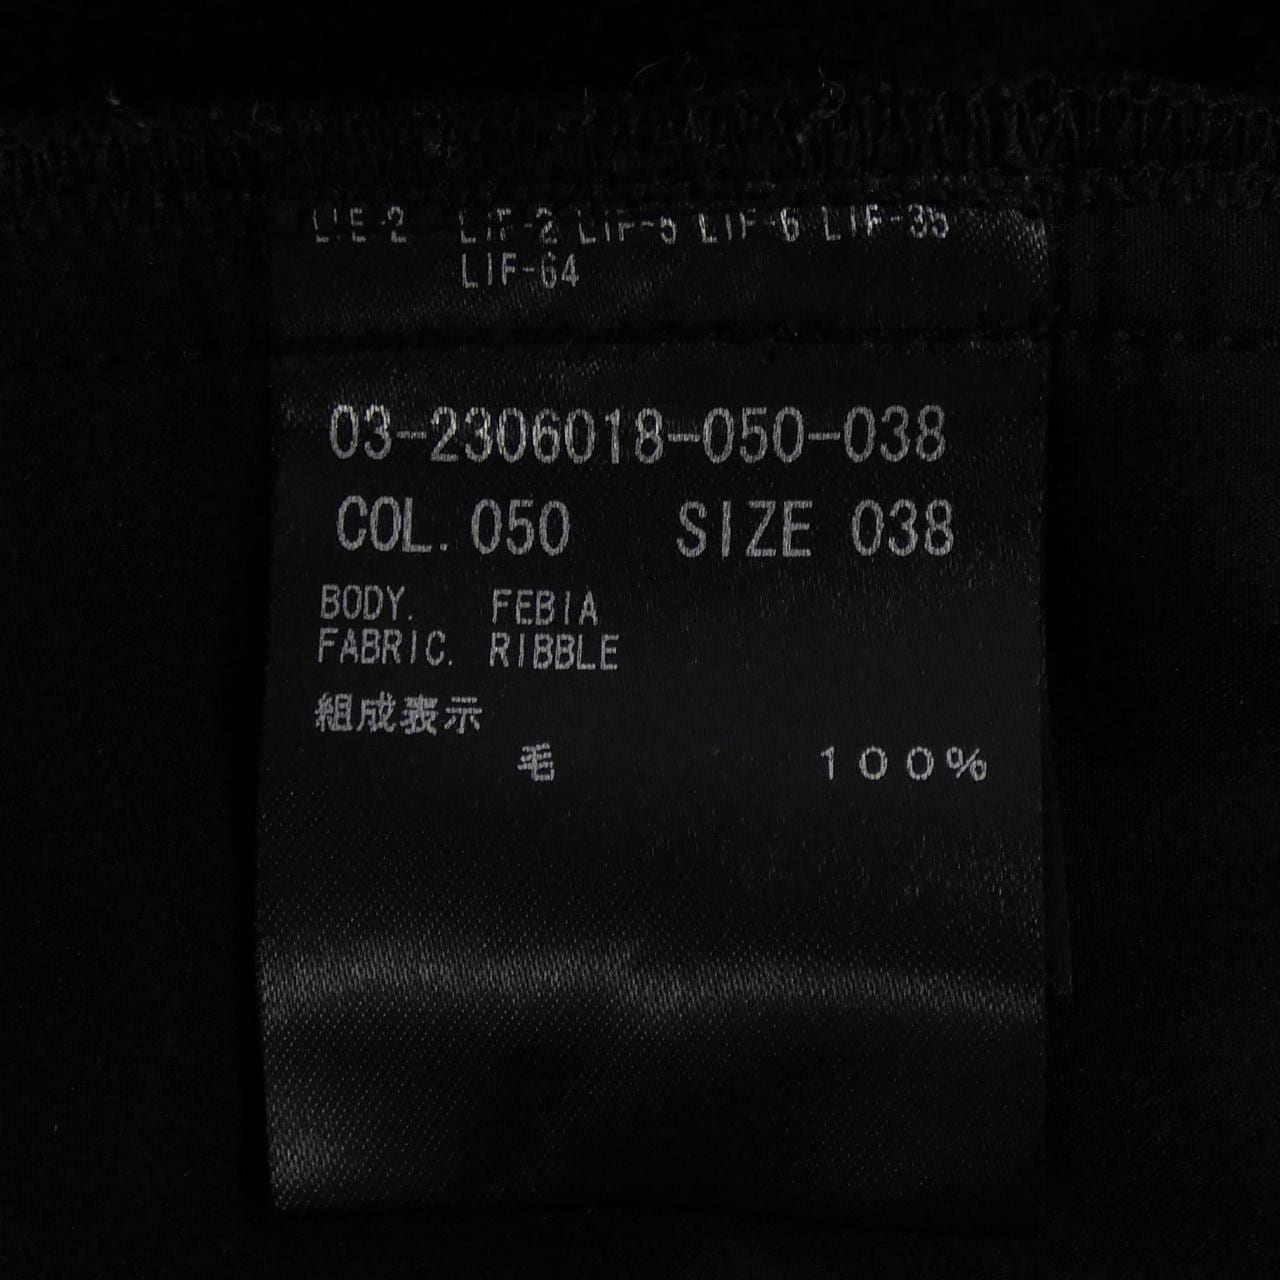 LIE-2 LIF-2 LIF-5 LIF-6 LIF-35
LIF-64
03-2306018-050-038
COL. 050 SIZE 038
BODY. FEBIA
FABRIC. RIBBLE
組成表示
毛 100%